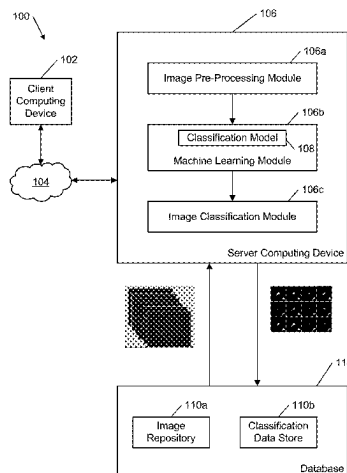 100
106
102
Client
Computing
Device
106a
Image Pre-Processing Module
106b
Classification Model
108
Machine Learning Module
104
106c
Image Classification Module
Server Computing Device
11
110a
110b
Image
Repository
Classification
Data Store
Database